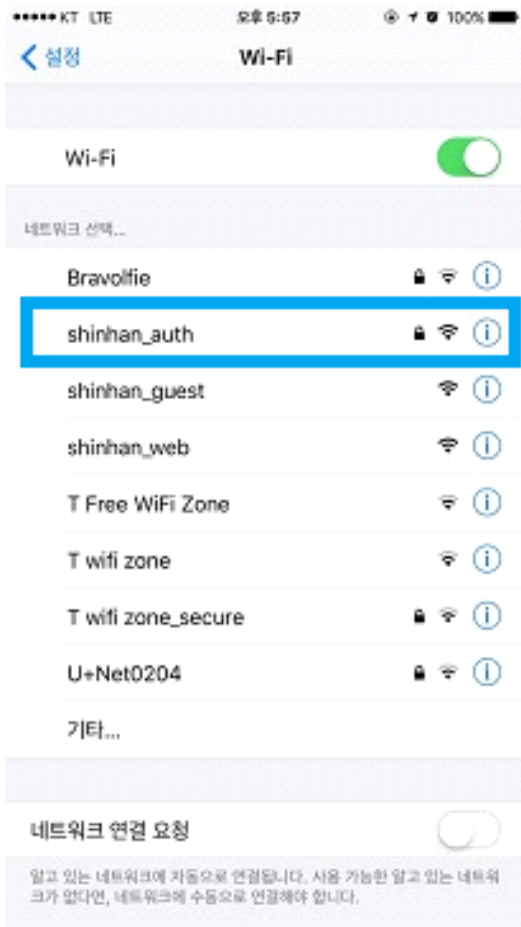 KT LTE 오후 5:57 100%
설정 Wi-Fi
Wi-Fi
네트워크 선택...
Bravolfie
shinhan_auth
shinhan_guest
shinhan_web
T Free WiFi Zone
T wifi zone
T wifi zone_secure
U+Net0204
기타...
네트워크 연결 요청
알고 있는 네트워크에 자동으로 연결됩니다. 사용 가능한 알고 있는 네트워
크가 없다면, 네트워크에 수동으로 연결해야 합니다.